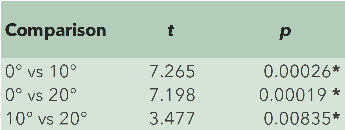 Comparison t p
0° vs 10° 7.265 0.00026*
0° vs 20° 7.198 0.00019 *
10° vs 20° 3.477 0.00835*